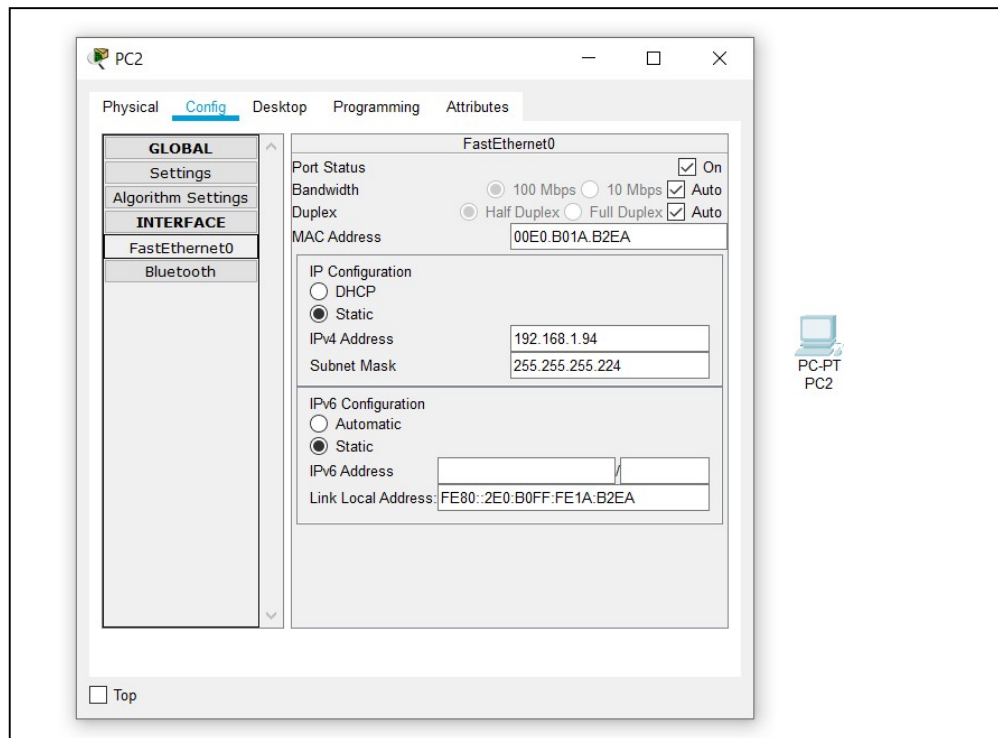 PC2
Physical Config Desktop Programming Attributes
GLOBAL
Settings
Algorithm Settings
INTERFACE
FastEthernet0
Bluetooth
FastEthernet0
Port Status On
Bandwidth 100 Mbps 10 Mbps Auto
Duplex Half Duplex Full Duplex Auto
MAC Address 00E0.B01A.B2EA
IP Configuration
DHCP
Static
IPv4 Address 192.168.1.94
Subnet Mask 255.255.255.224
IPv6 Configuration
Automatic
Static
IPv6 Address /
Link Local Address: FE80::2E0:B0FF:FE1A:B2EA
Top
PC-PT
PC2